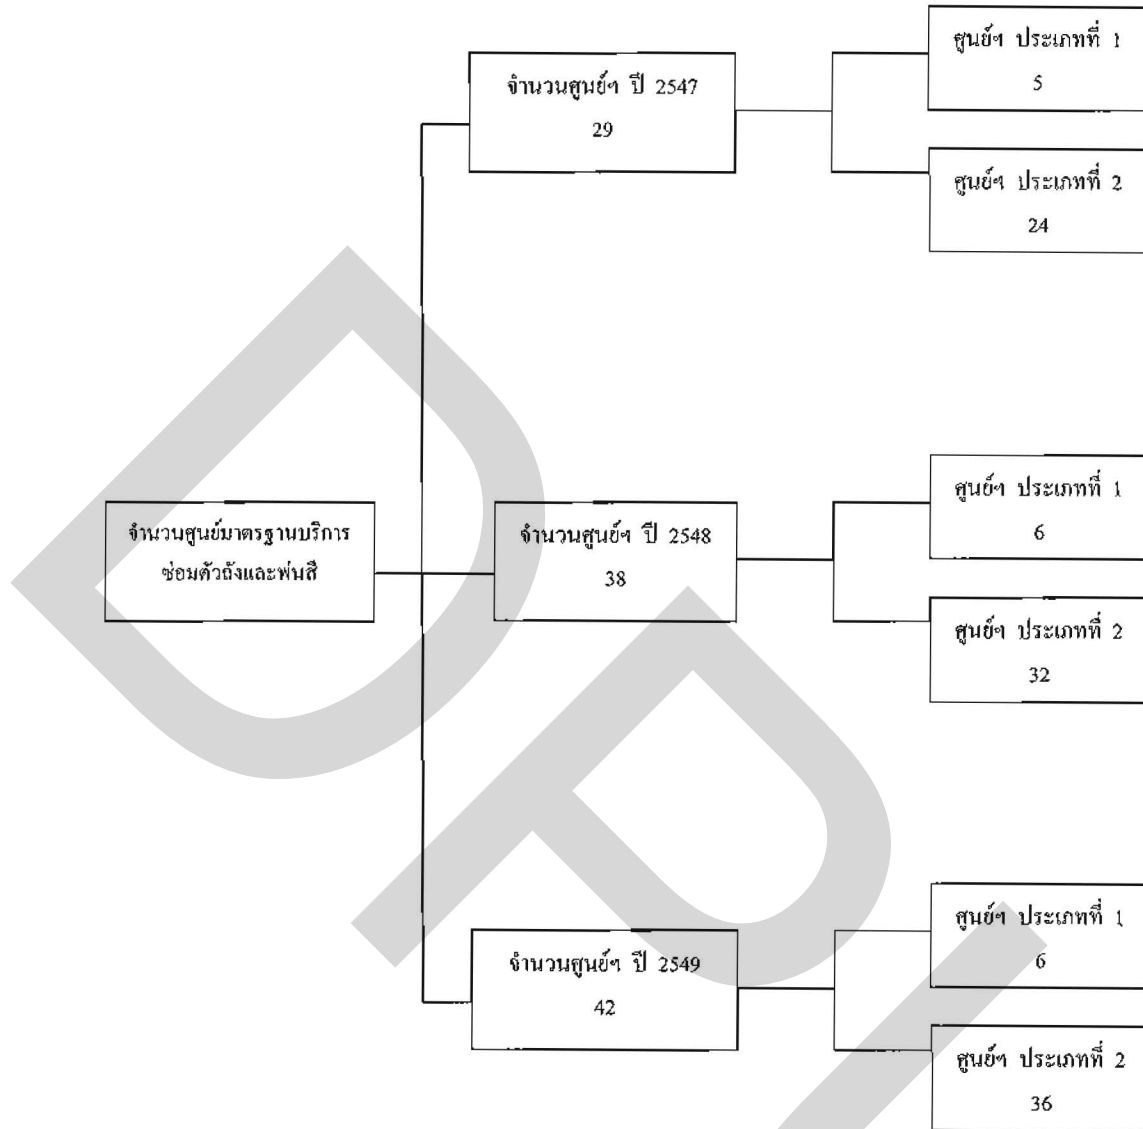 ศูนย์ฯ ประเภทที่ 1
5
จำนวนศูนย์ฯ ปี 2547
29
ศูนย์ฯ ประเภทที่ 2
24
ศูนย์ฯ ประเภทที่ 1
6
จำนวนศูนย์มาตรฐานบริการ
ซ่อมตัวถังและพ่นสี
จำนวนศูนย์ฯ ปี 2548
38
ศูนย์ฯ ประเภทที่ 2
32
ศูนย์ฯ ประเภทที่ 1
6
จำนวนศูนย์ฯ ปี 2549
42
ศูนย์ฯ ประเภทที่ 2
36